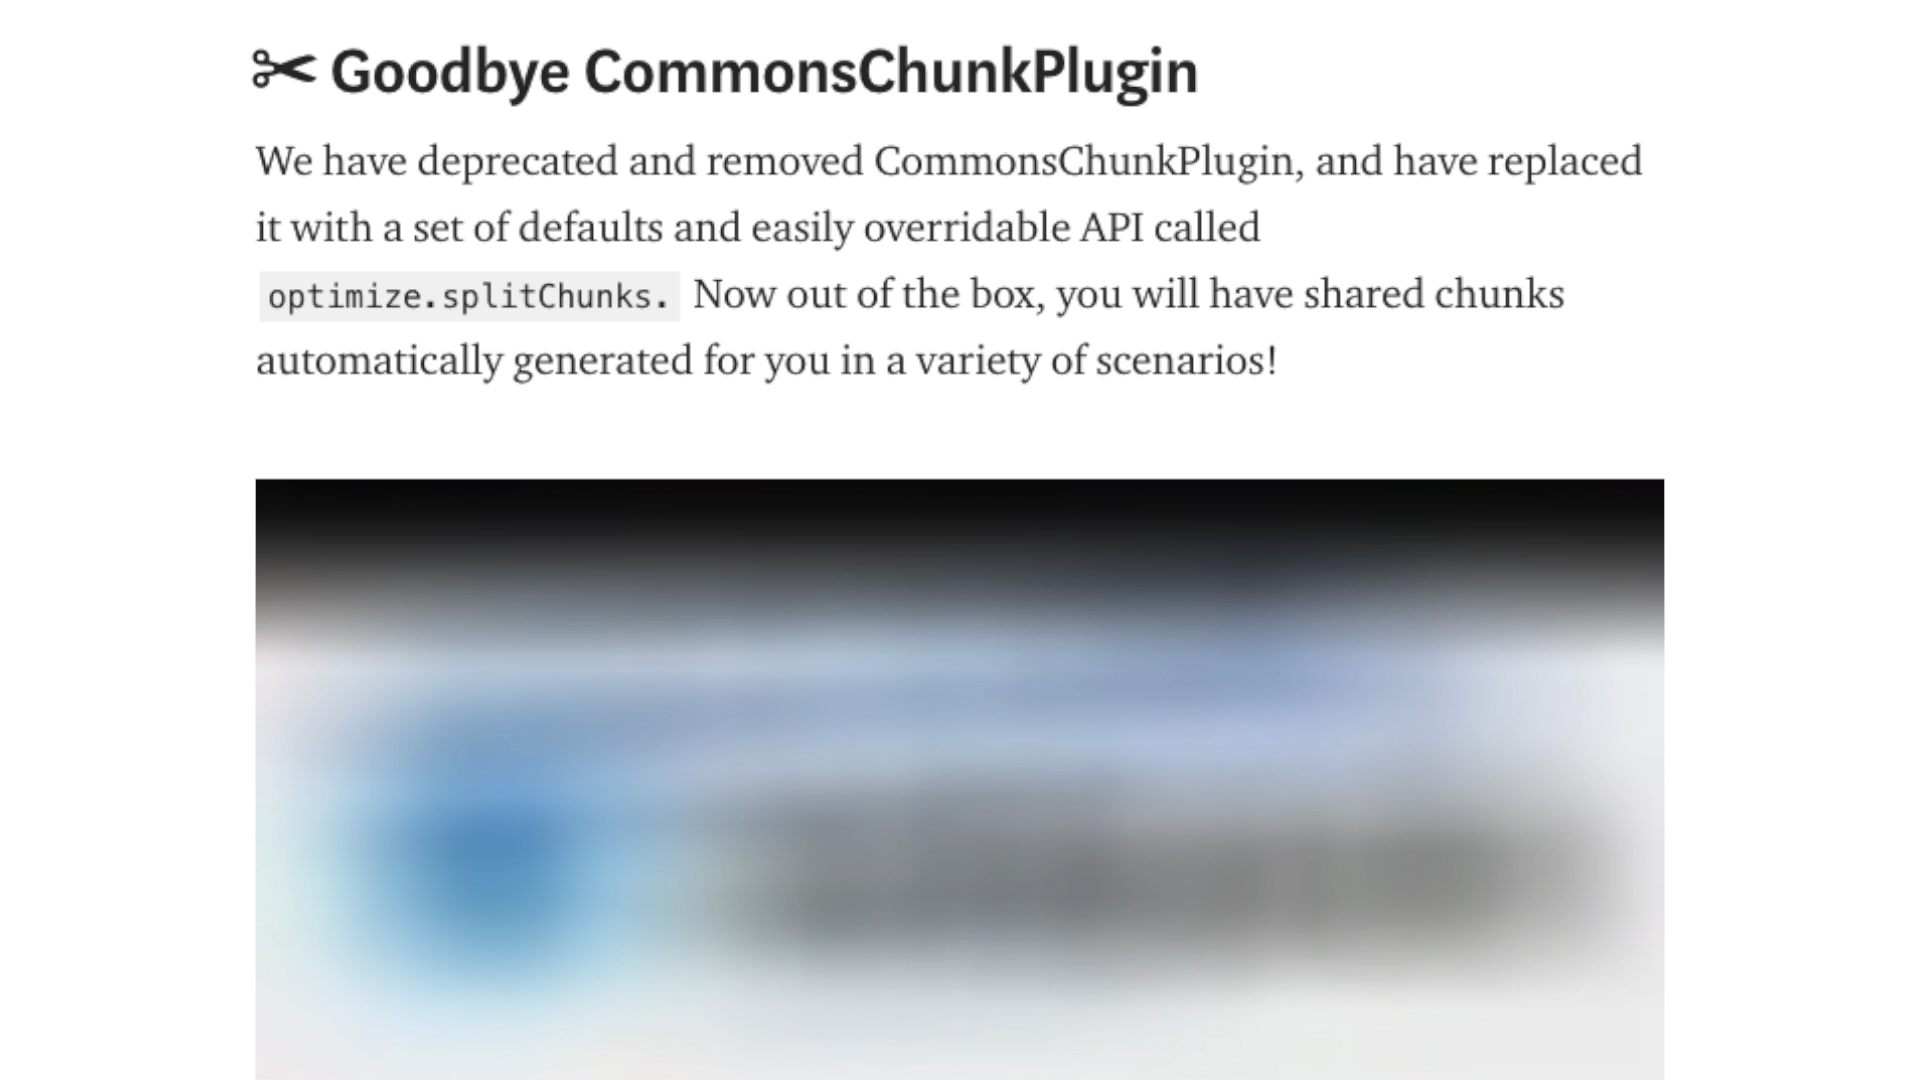 ✂ Goodbye CommonsChunkPlugin
We have deprecated and removed CommonsChunkPlugin, and have replaced
it with a set of defaults and easily overridable API called
optimize.splitChunks. Now out of the box, you will have shared chunks
automatically generated for you in a variety of scenarios!